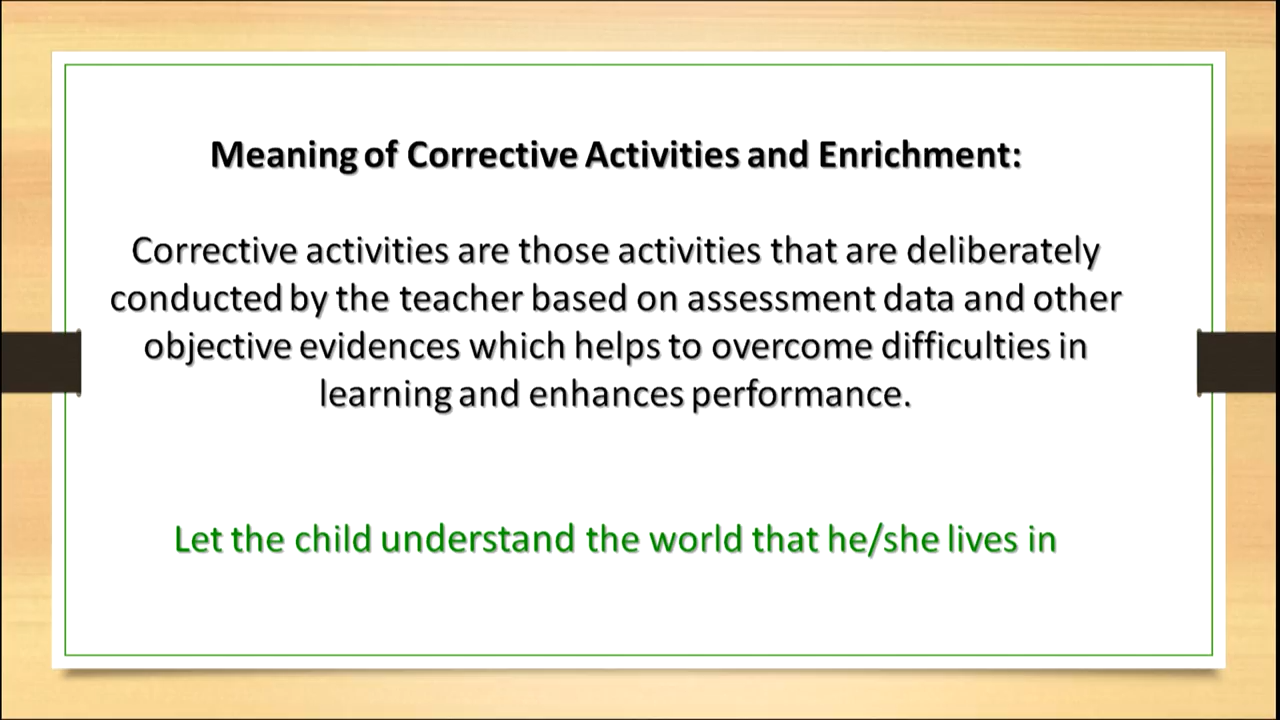 Meaning of Corrective Activities and Enrichment:
Corrective activities are those activities that are deliberately
conducted by the teacher based on assessment data and other
objective evidences which helps to overcome difficulties in
learning and enhances performance.
Let the child understand the world that he/she lives in